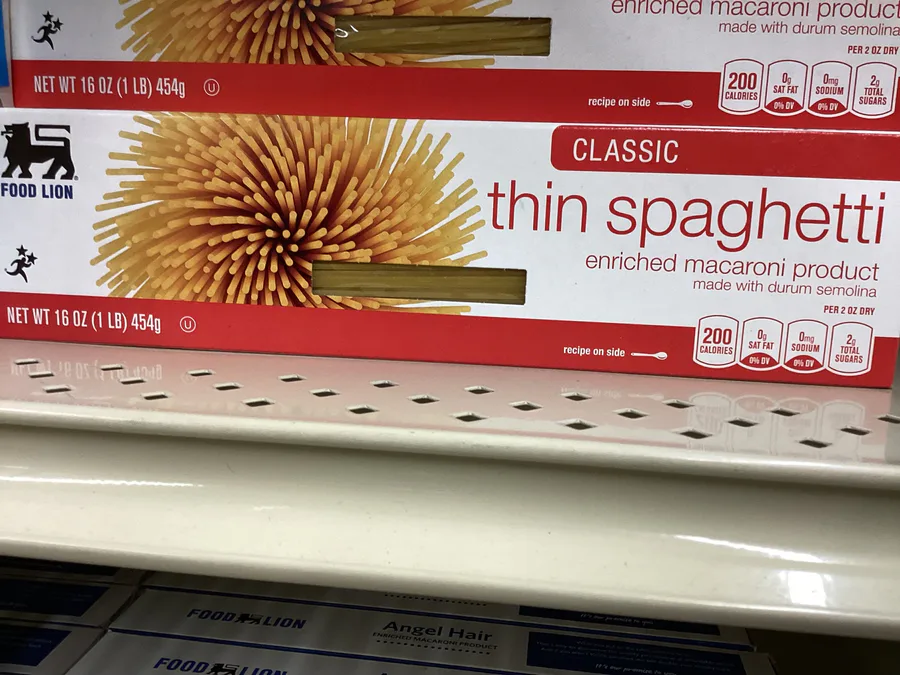 enriched macaroni product
made with durum semolina
PER 2 OZ DRY
NET WT 16 OZ (1 LB) 454g
U
recipe on side
200
CALORIES
0g
SAT FAT
0% DV
0mg
SODIUM
0% DV
2g
TOTAL
SUGARS
FOOD LION
CLASSIC
thin spaghetti
enriched macaroni product
made with durum semolina
PER 2 OZ DRY
NET WT 16 OZ (1 LB) 454g
U
recipe on side
200
CALORIES
0g
SAT FAT
0% DV
0mg
SODIUM
0% DV
2g
TOTAL
SUGARS
FOOD LION
Angel Hair
ENRICHED MACARONI PRODUCT
FOOD LION